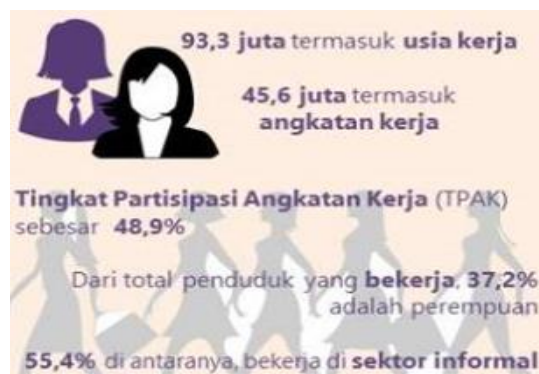 93,3 juta termasuk usia kerja
45,6 juta termasuk
angkatan kerja
Tingkat Partisipasi Angkatan Kerja (TPAK)
sebesar 48,9%
Dari total penduduk yang bekerja, 37,2%
adalah perempuan
55,4% di antaranya, bekerja di sektor informal